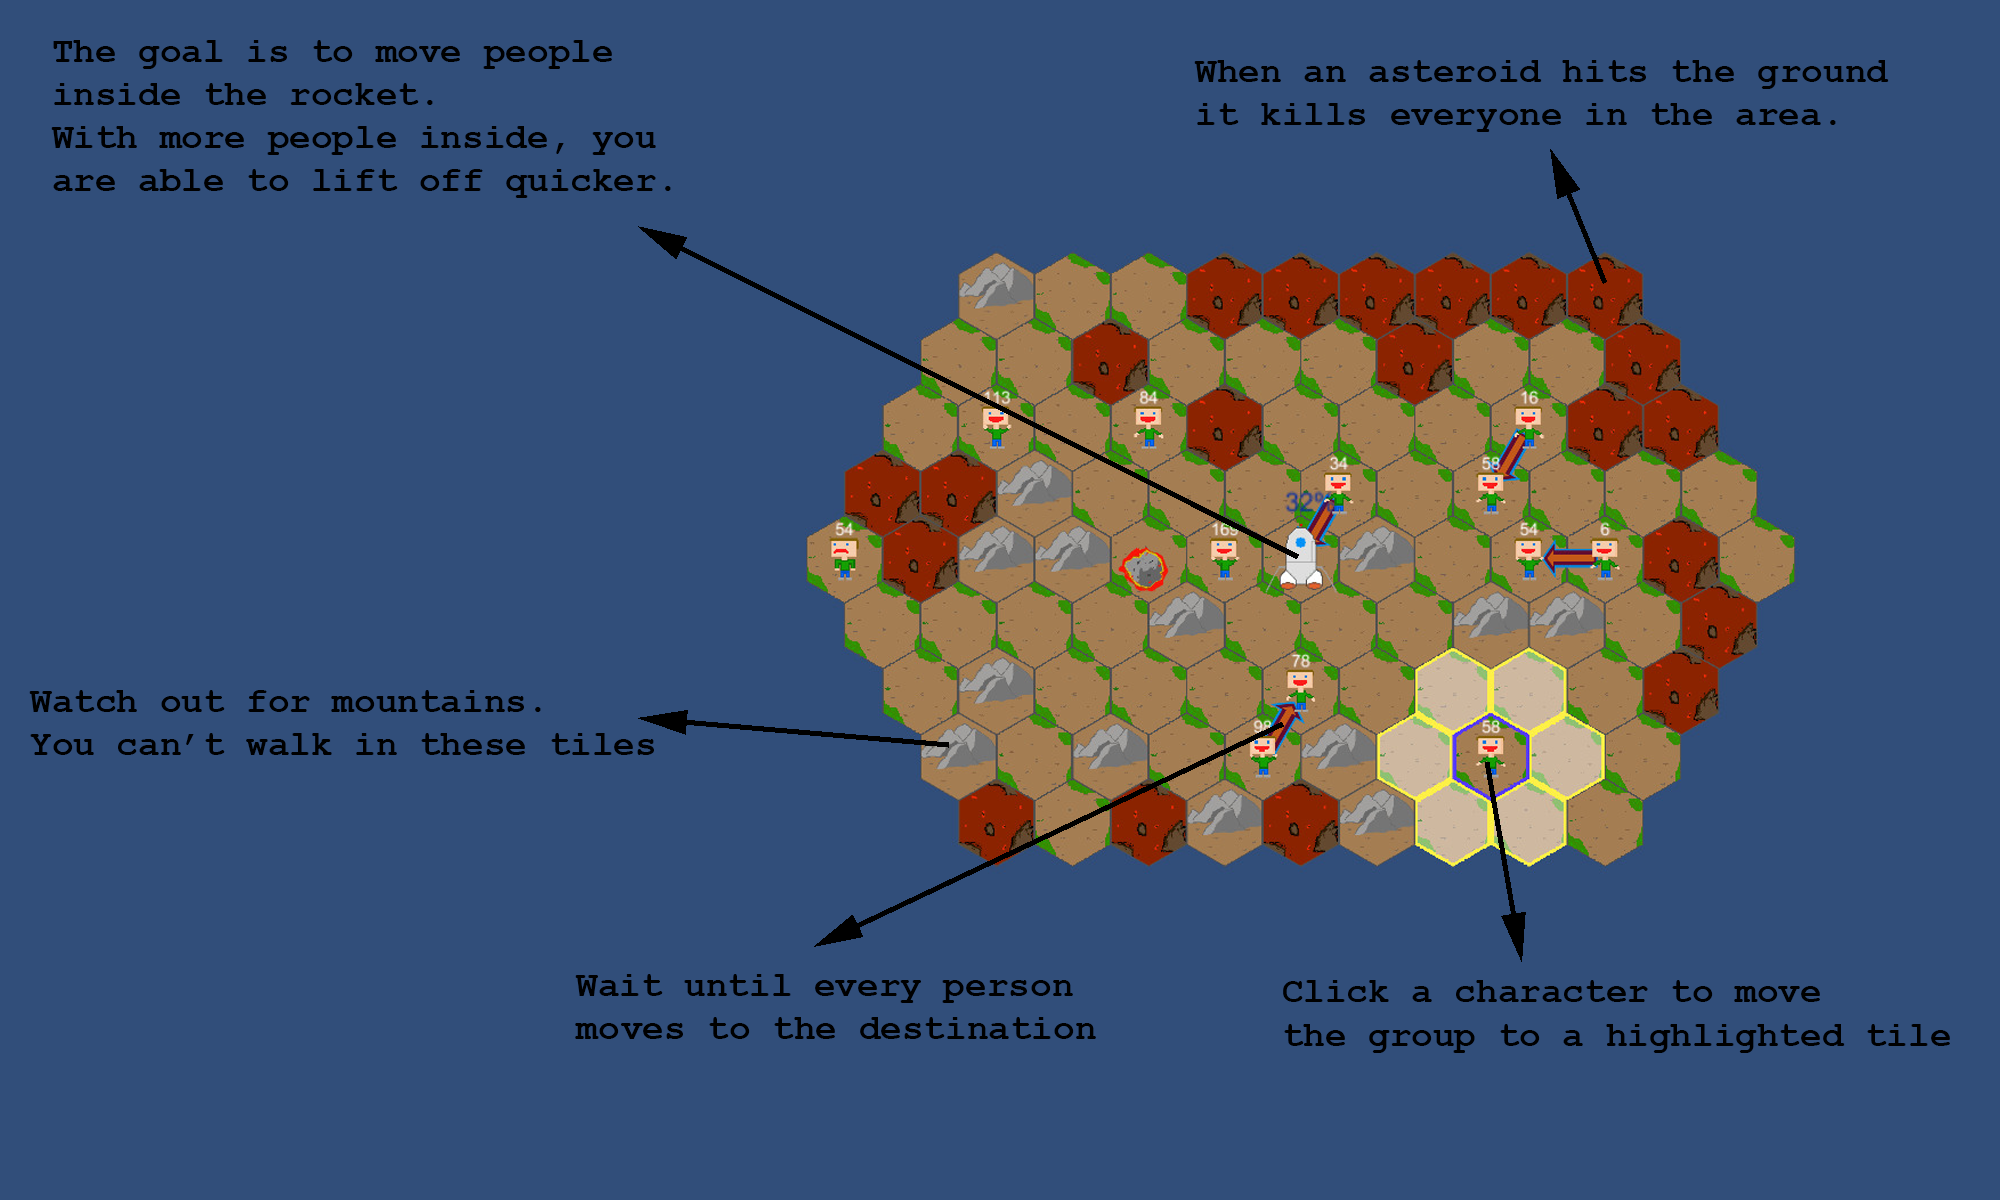 The goal is to move people
inside the rocket.
With more people inside, you
are able to lift off quicker.
When an asteroid hits the ground
it kills everyone in the area.
113
84
16
34
58
32%
54
169
54
6
Watch out for mountains.
You can't walk in these tiles
78
98
58
Wait until every person
moves to the destination
Click a character to move
the group to a highlighted tile